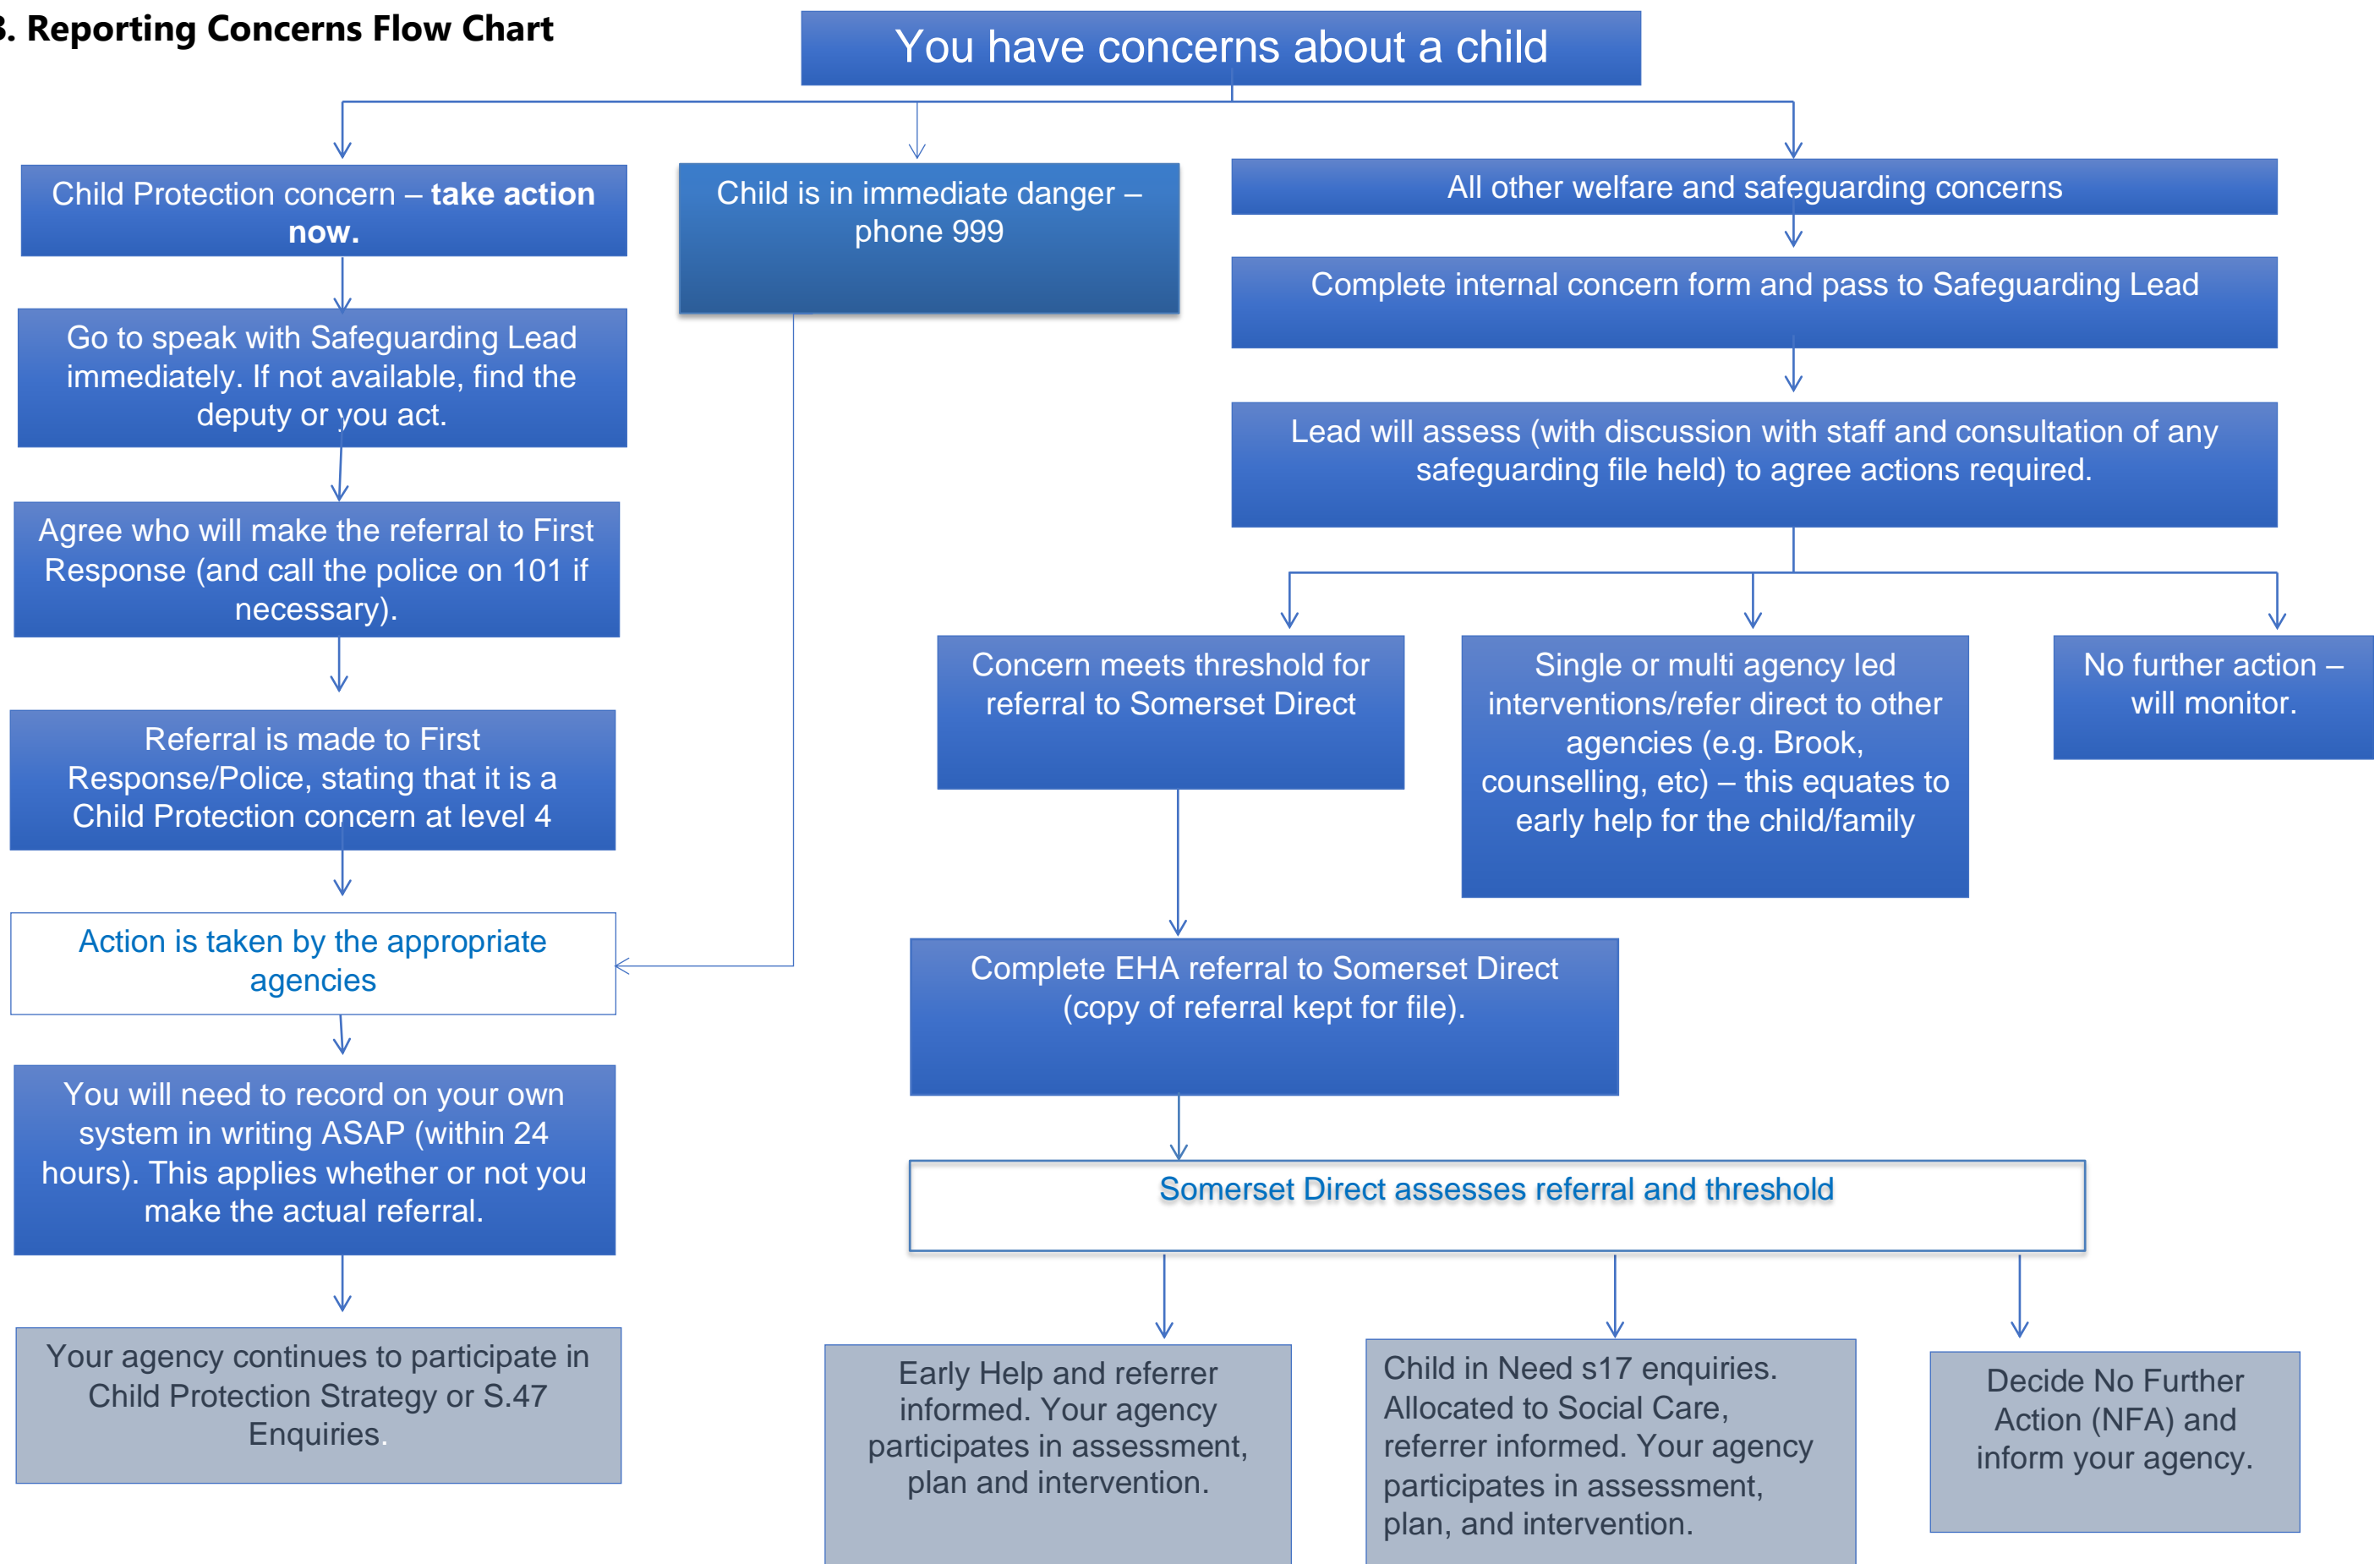 3. Reporting Concerns Flow Chart
You have concerns about a child
Child Protection concern – take action
now.
Child is in immediate danger –
phone 999
All other welfare and safeguarding concerns
Go to speak with Safeguarding Lead
immediately. If not available, find the
deputy or you act.
Complete internal concern form and pass to Safeguarding Lead
Lead will assess (with discussion with staff and consultation of any
safeguarding file held) to agree actions required.
Agree who will make the referral to First
Response (and call the police on 101 if
necessary).
Concern meets threshold for
referral to Somerset Direct
Single or multi agency led
interventions/refer direct to other
agencies (e.g. Brook,
counselling, etc) – this equates to
early help for the child/family
No further action –
will monitor.
Referral is made to First
Response/Police, stating that it is a
Child Protection concern at level 4
Action is taken by the appropriate
agencies
Complete EHA referral to Somerset Direct
(copy of referral kept for file).
You will need to record on your own
system in writing ASAP (within 24
hours). This applies whether or not you
make the actual referral.
Somerset Direct assesses referral and threshold
Your agency continues to participate in
Child Protection Strategy or S.47
Enquiries.
Early Help and referrer
informed. Your agency
participates in assessment,
plan and intervention.
Child in Need s17 enquiries.
Allocated to Social Care,
referrer informed. Your agency
participates in assessment,
plan, and intervention.
Decide No Further
Action (NFA) and
inform your agency.